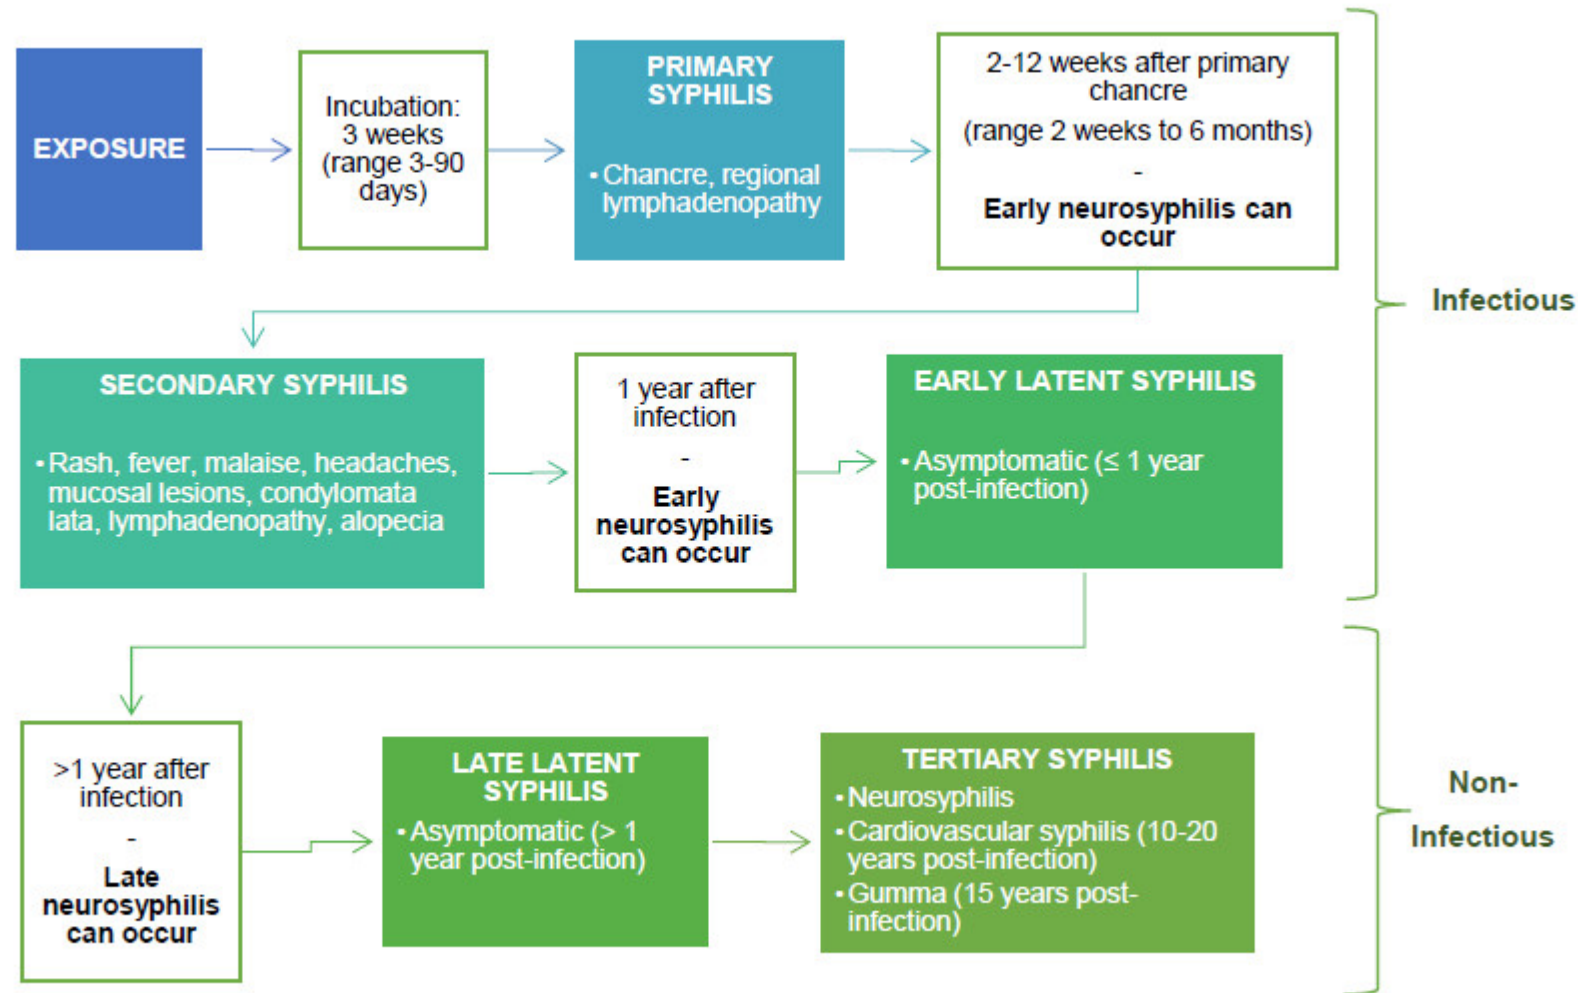 EXPOSURE
Incubation:
3 weeks
(range 3-90
days)
PRIMARY
SYPHILIS
• Chancre, regional
lymphadenopathy
2-12 weeks after primary
chancre
(range 2 weeks to 6 months)
-
Early neurosyphilis can
occur
Infectious
SECONDARY SYPHILIS
• Rash, fever, malaise, headaches,
mucosal lesions, condylomata
lata, lymphadenopathy, alopecia
1 year after
infection
-
Early
neurosyphilis
can occur
EARLY LATENT SYPHILIS
• Asymptomatic (≤ 1 year
post-infection)
>1 year after
infection
-
Late
neurosyphilis
can occur
LATE LATENT
SYPHILIS
• Asymptomatic (> 1
year post-infection)
TERTIARY SYPHILIS
• Neurosyphilis
• Cardiovascular syphilis (10-20
years post-infection)
• Gumma (15 years post-
infection)
Non-
Infectious